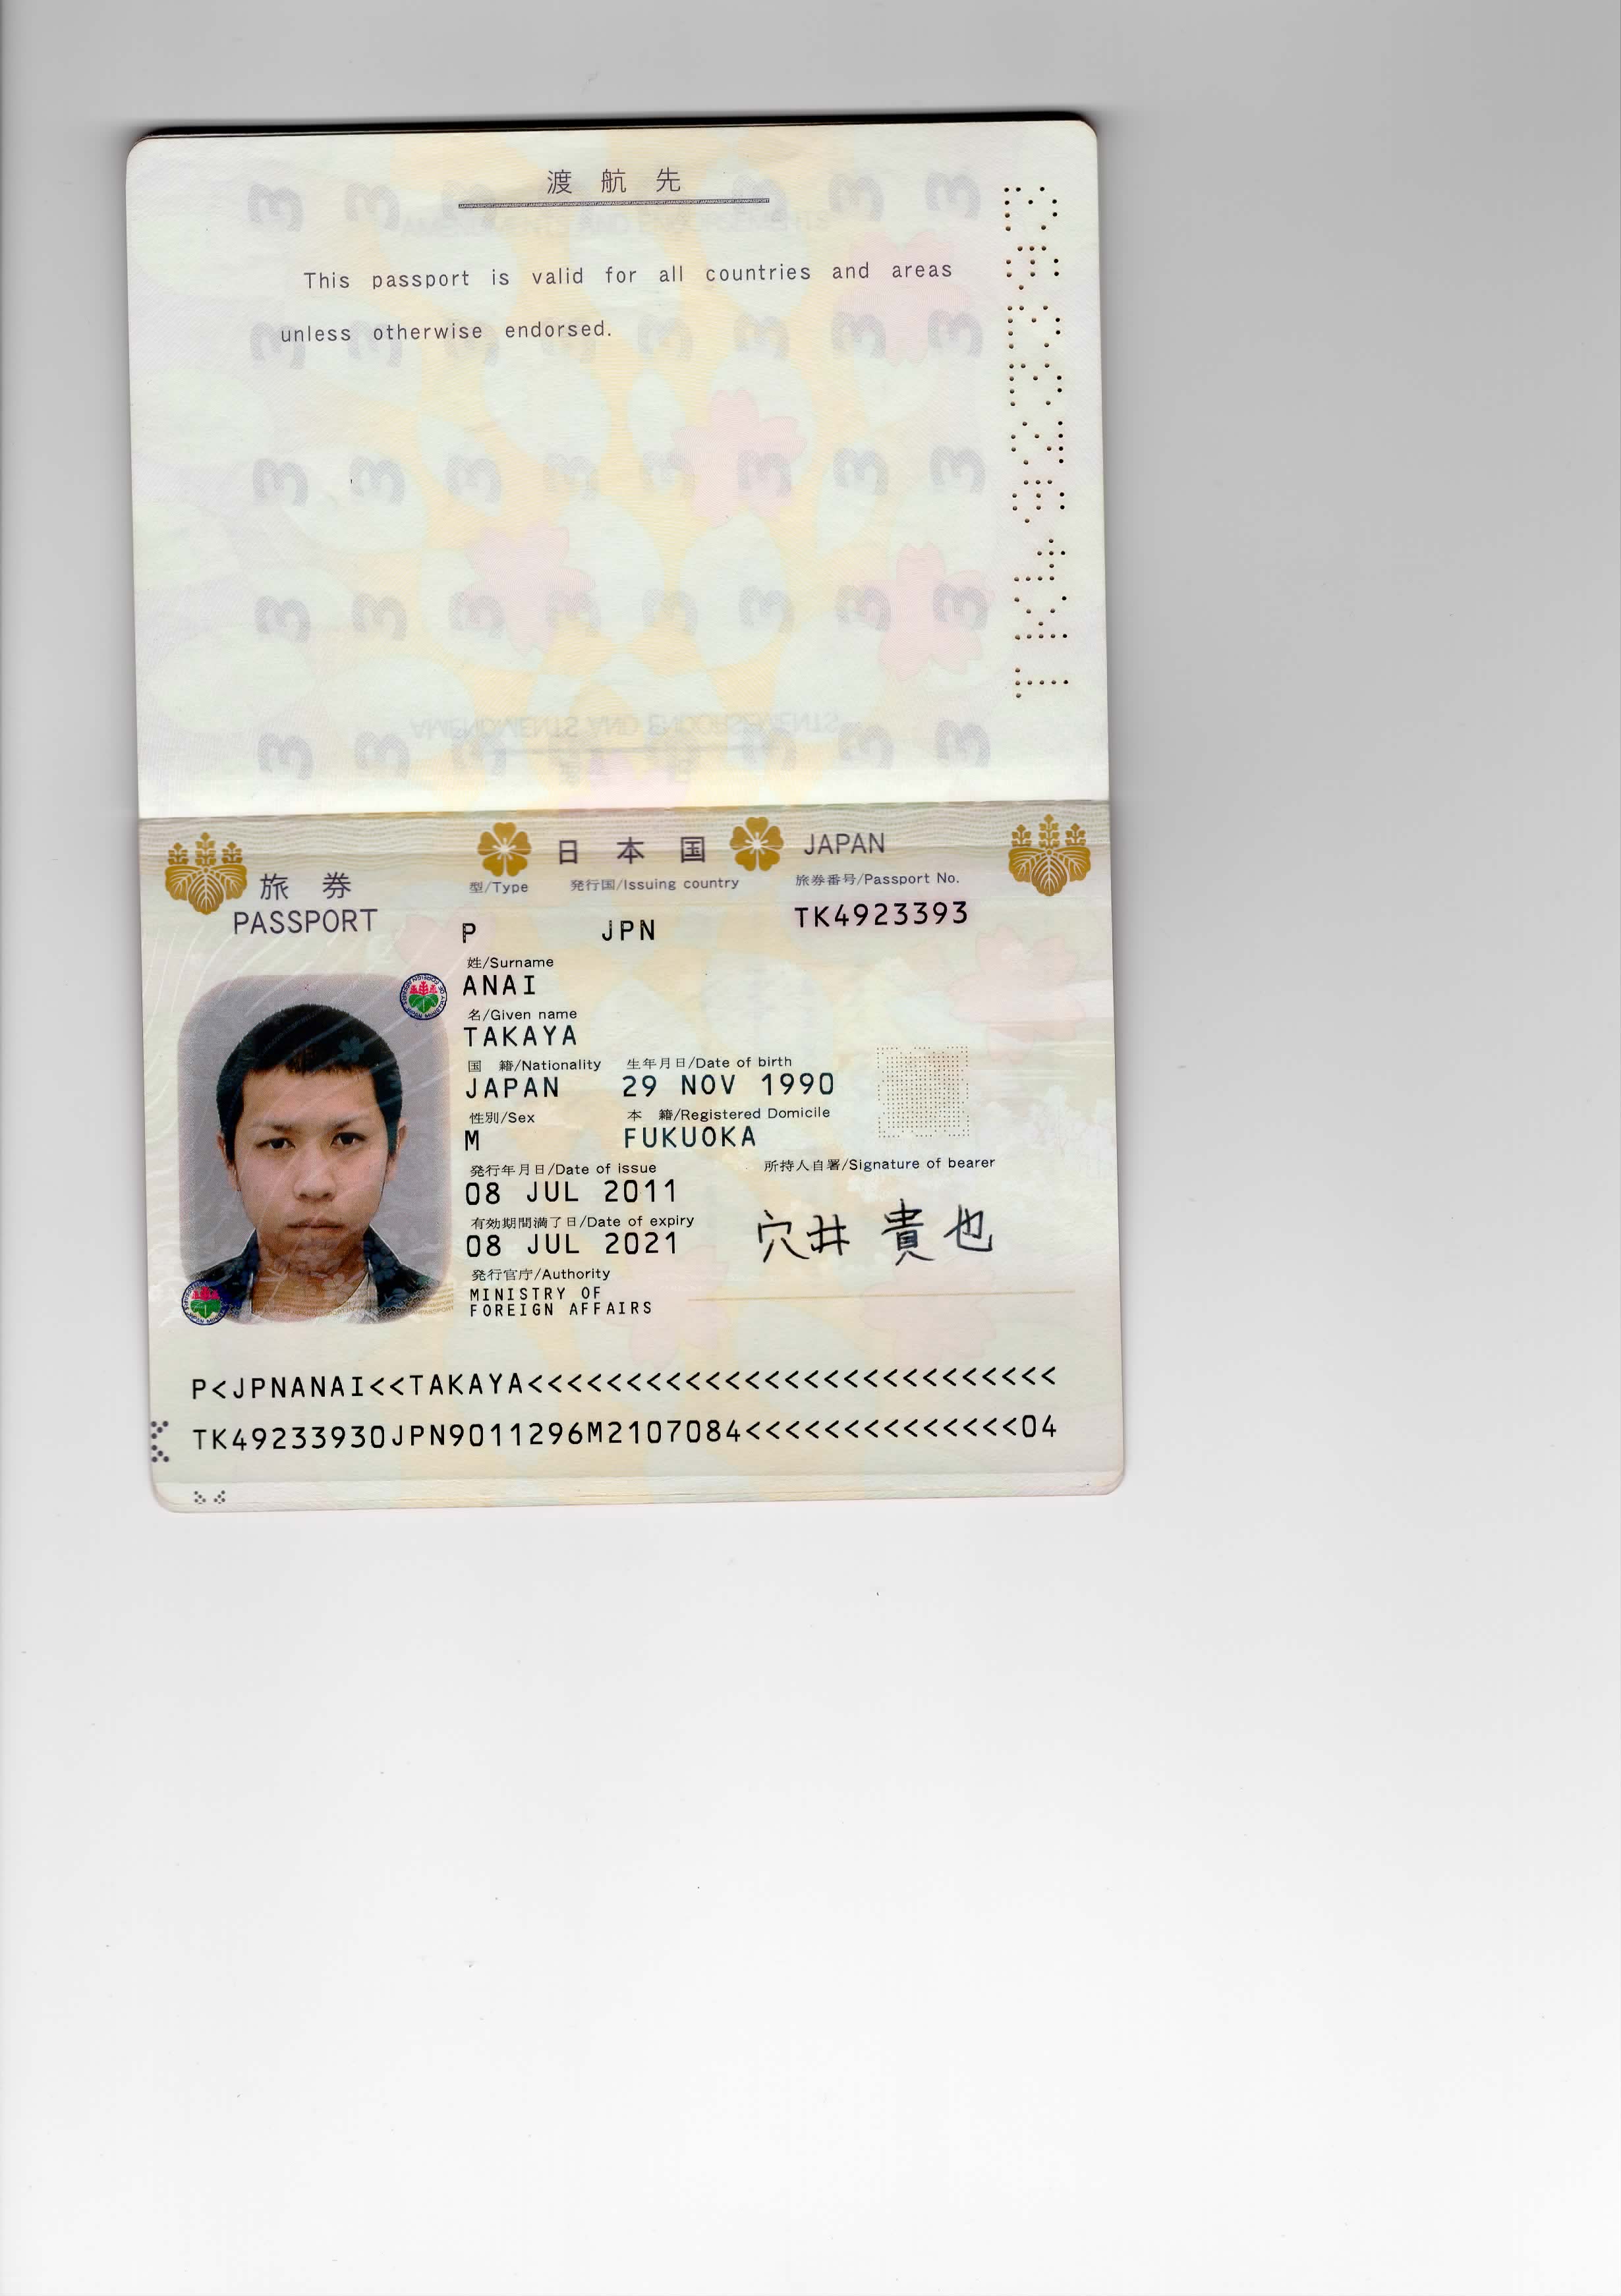 渡航先
This passport is valid for all countries and areas
unless otherwise endorsed.
日本国 JAPAN
旅券
PASSPORT
型/Type 発行国/Issuing country 旅券番号/Passport No.
P JPN TK4923393
姓/Surname
ANAI
名/Given name
TAKAYA
国 籍/Nationality 生年月日/Date of birth
JAPAN 29 NOV 1990
性別/Sex 本 籍/Registered Domicile
M FUKUOKA
発行年月日/Date of issue 所持人自署/Signature of bearer
08 JUL 2011
有効期間満了日/Date of expiry
08 JUL 2021 穴井 貴也
発行官庁/Authority
MINISTRY OF
FOREIGN AFFAIRS
P<JPNANAI<<TAKAYA<<<<<<<<<<<<<<<<<<<<<<<<<<<
TK49233930JPN9011296M2107084<<<<<<<<<<<<<<04